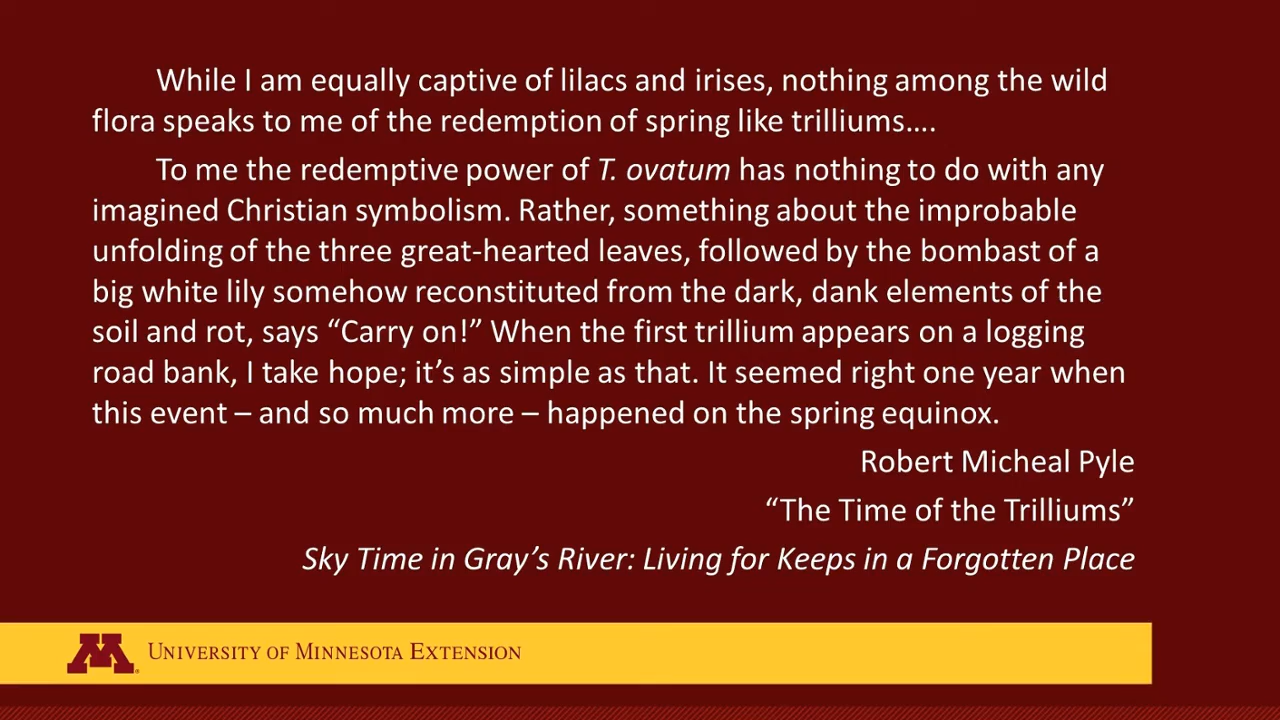 While I am equally captive of lilacs and irises, nothing among the wild
flora speaks to me of the redemption of spring like trilliums….
To me the redemptive power of T. ovatum has nothing to do with any
imagined Christian symbolism. Rather, something about the improbable
unfolding of the three great-hearted leaves, followed by the bombast of a
big white lily somehow reconstituted from the dark, dank elements of the
soil and rot, says “Carry on!” When the first trillium appears on a logging
road bank, I take hope; it’s as simple as that. It seemed right one year when
this event – and so much more – happened on the spring equinox.
Robert Micheal Pyle
“The Time of the Trilliums”
Sky Time in Gray’s River: Living for Keeps in a Forgotten Place
M University of Minnesota Extension